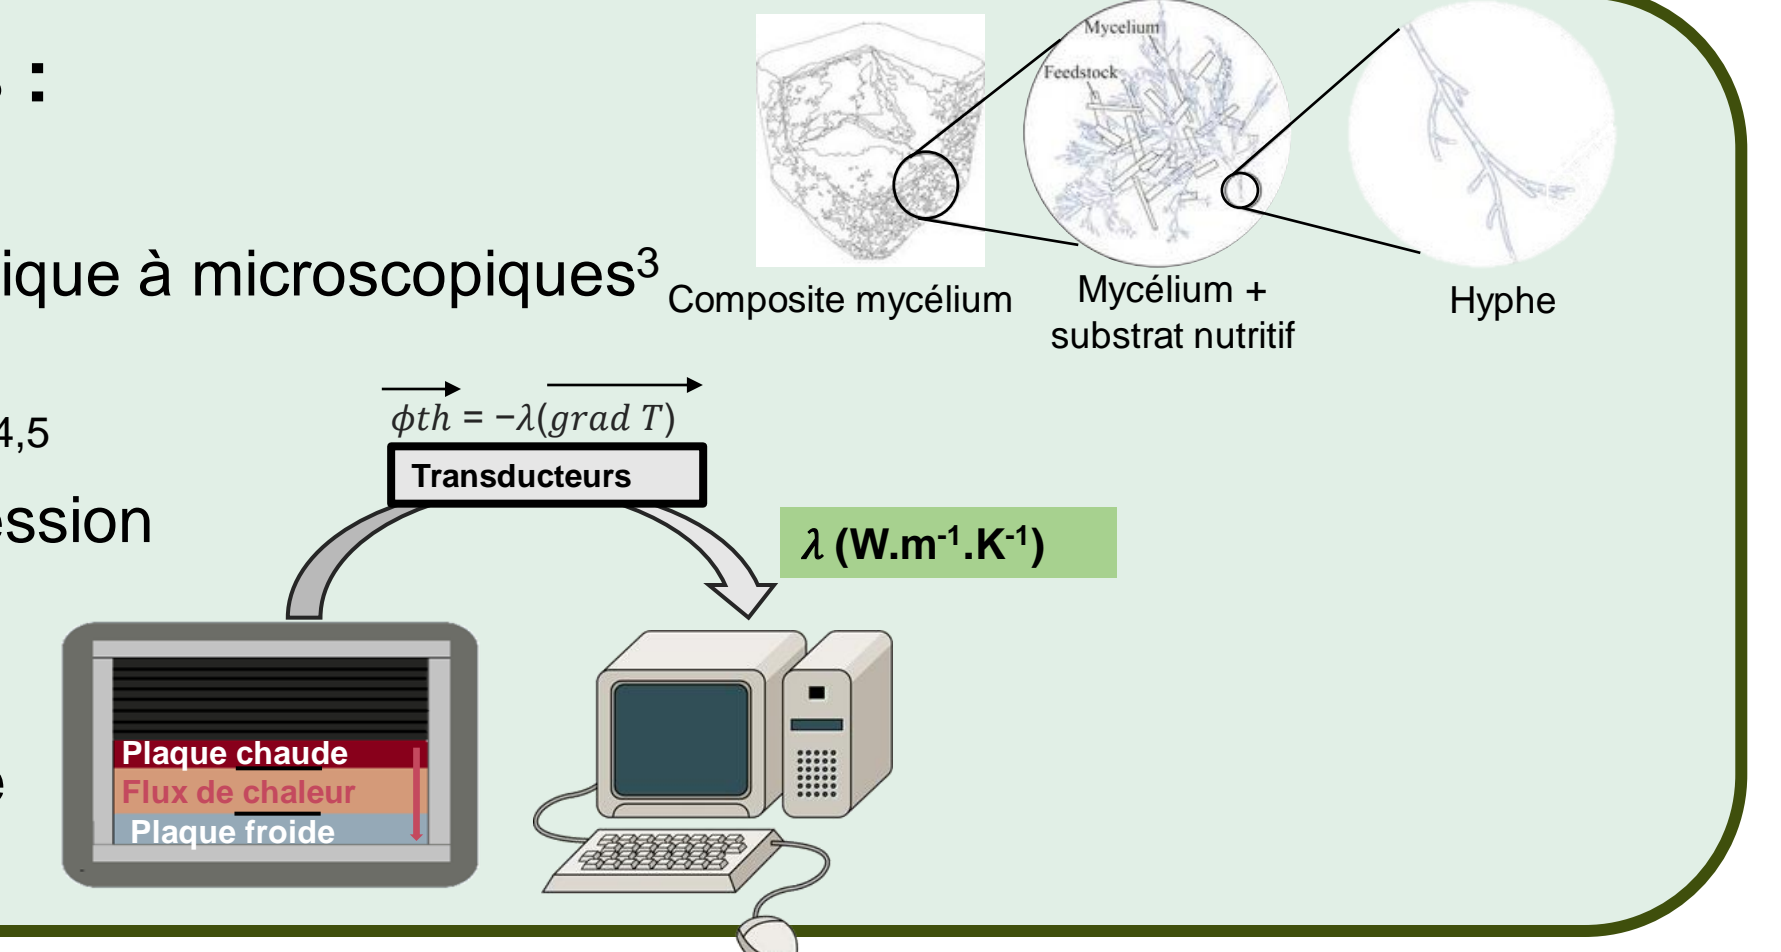 s :
Mycelium
Feedstock
ique à microscopiques³
Composite mycélium
Mycélium +
substrat nutritif
Hyphe
4,5
ession
ϕth = −λ(grad T)
Transducteurs
λ (W.m⁻¹.K⁻¹)
Plaque chaude
Flux de chaleur
Plaque froide
e